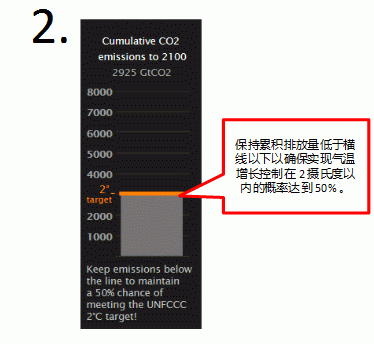 2.
Cumulative CO2
emissions to 2100
2925 GtCO2
8000
7000
6000
5000
4000
2°
target
2000
1000
Keep emissions below
the line to maintain
a 50% chance of
meeting the UNFCCC
2°C target!
保持累积排放量低于横
线以下以确保实现气温
增长控制在 2 摄氏度以
内的概率达到 50% 。